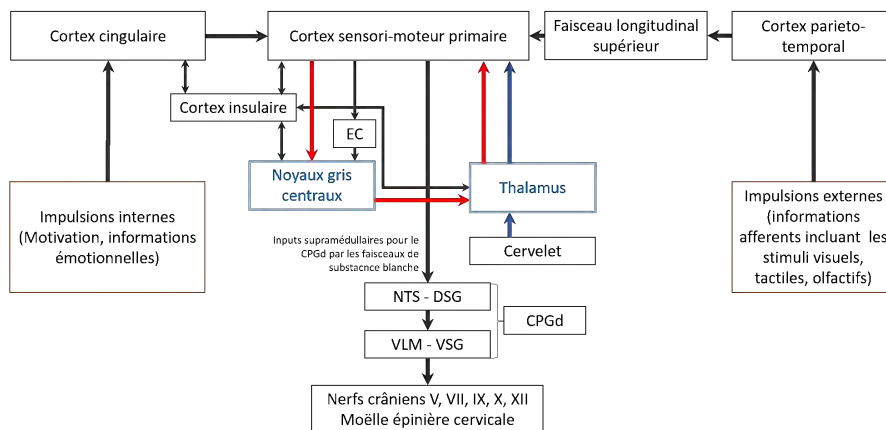 Cortex cingulaire
Cortex sensori-moteur primaire
Faisceau longitudinal
supérieur
Cortex parieto-
temporal
Cortex insulaire
EC
Noyaux gris
centraux
Thalamus
Impulsions internes
(Motivation, informations
émotionnelles)
Impulsions externes
(informations
afferents incluant les
stimuli visuels,
tactiles, olfactifs)
Inputs supramédullaires pour le
CPGd par les faisceaux de
substacnce blanche
Cervelet
NTS - DSG
CPGd
VLM - VSG
Nerfs crâniens V, VII, IX, X, XII
Moëlle épinière cervicale